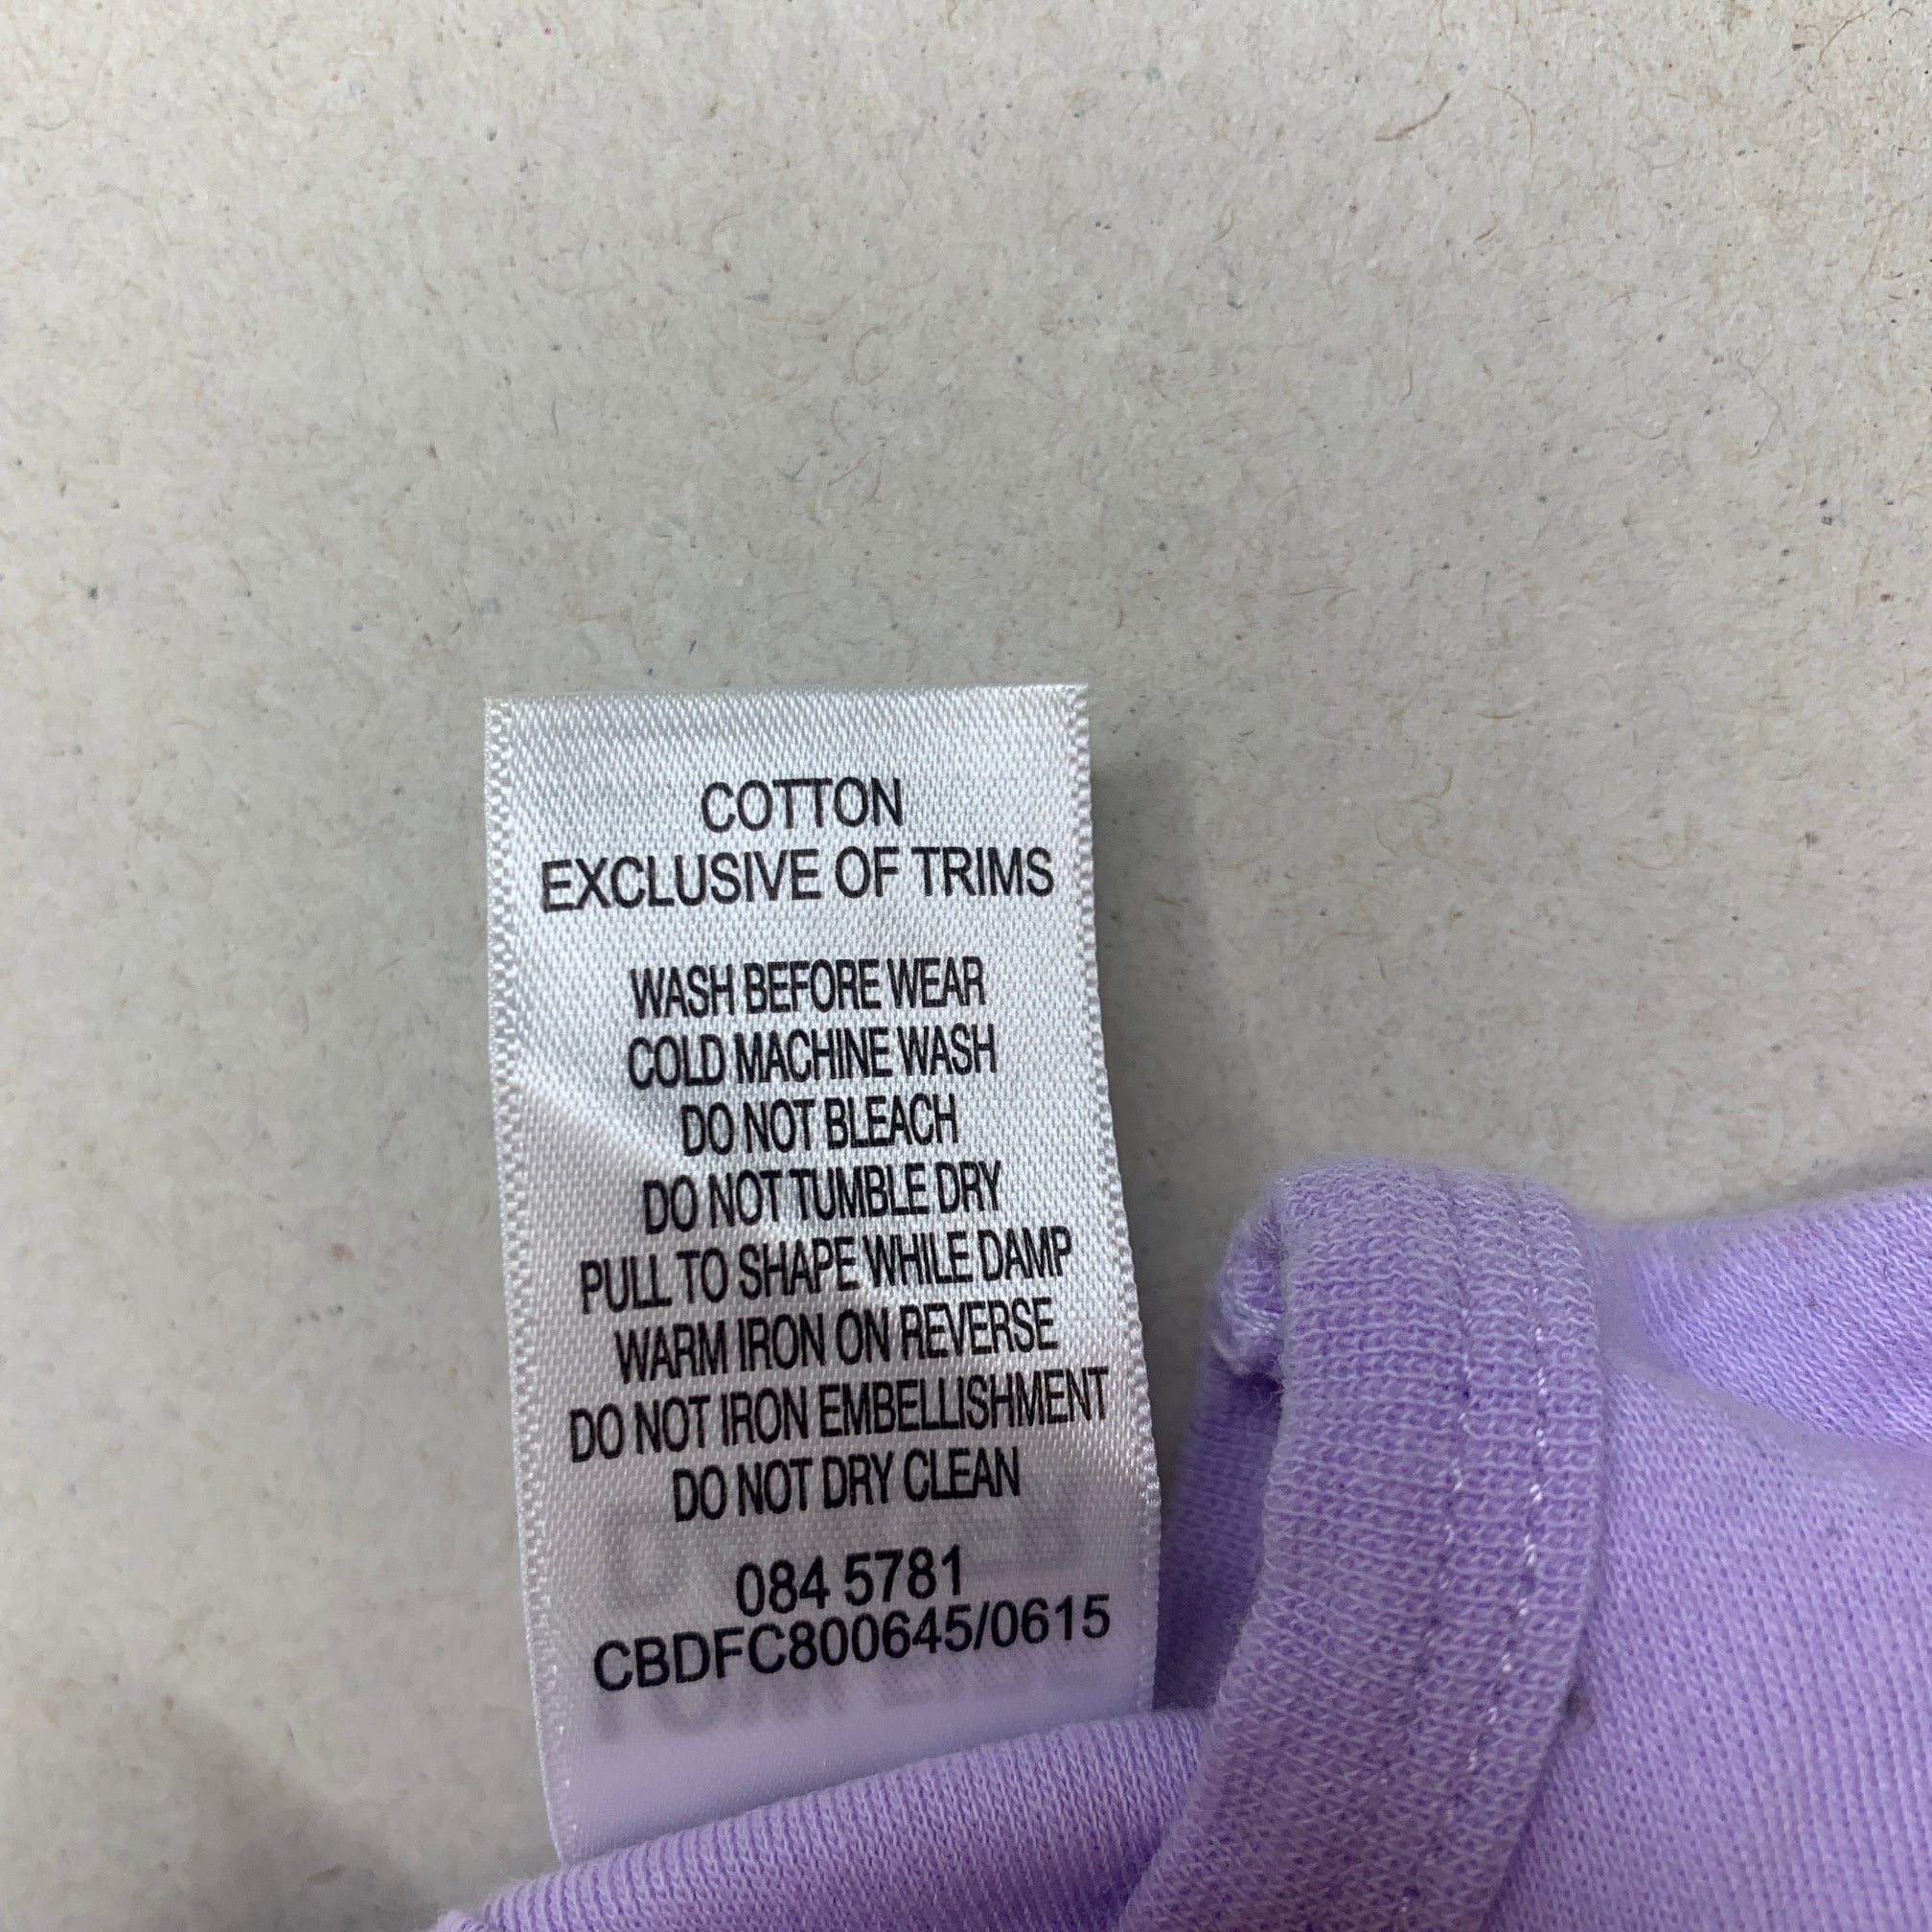 COTTON
EXCLUSIVE OF TRIMS
WASH BEFORE WEAR
COLD MACHINE WASH
DO NOT BLEACH
DO NOT TUMBLE DRY
PULL TO SHAPE WHILE DAMP
WARM IRON ON REVERSE
DO NOT IRON EMBELLISHMENT
DO NOT DRY CLEAN
084 5781
CBDFC800645/0615